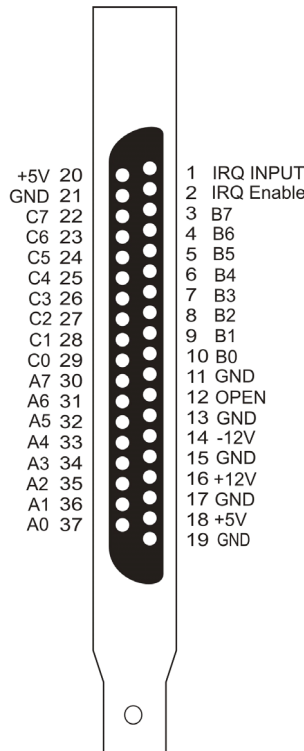 +5V 20
GND 21
C7 22
C6 23
C5 24
C4 25
C3 26
C2 27
C1 28
C0 29
A7 30
A6 31
A5 32
A4 33
A3 34
A2 35
A1 36
A0 37
1 IRQ INPUT
2 IRQ Enable
3 B7
4 B6
5 B5
6 B4
7 B3
8 B2
9 B1
10 B0
11 GND
12 OPEN
13 GND
14 -12V
15 GND
16 +12V
17 GND
18 +5V
19 GND